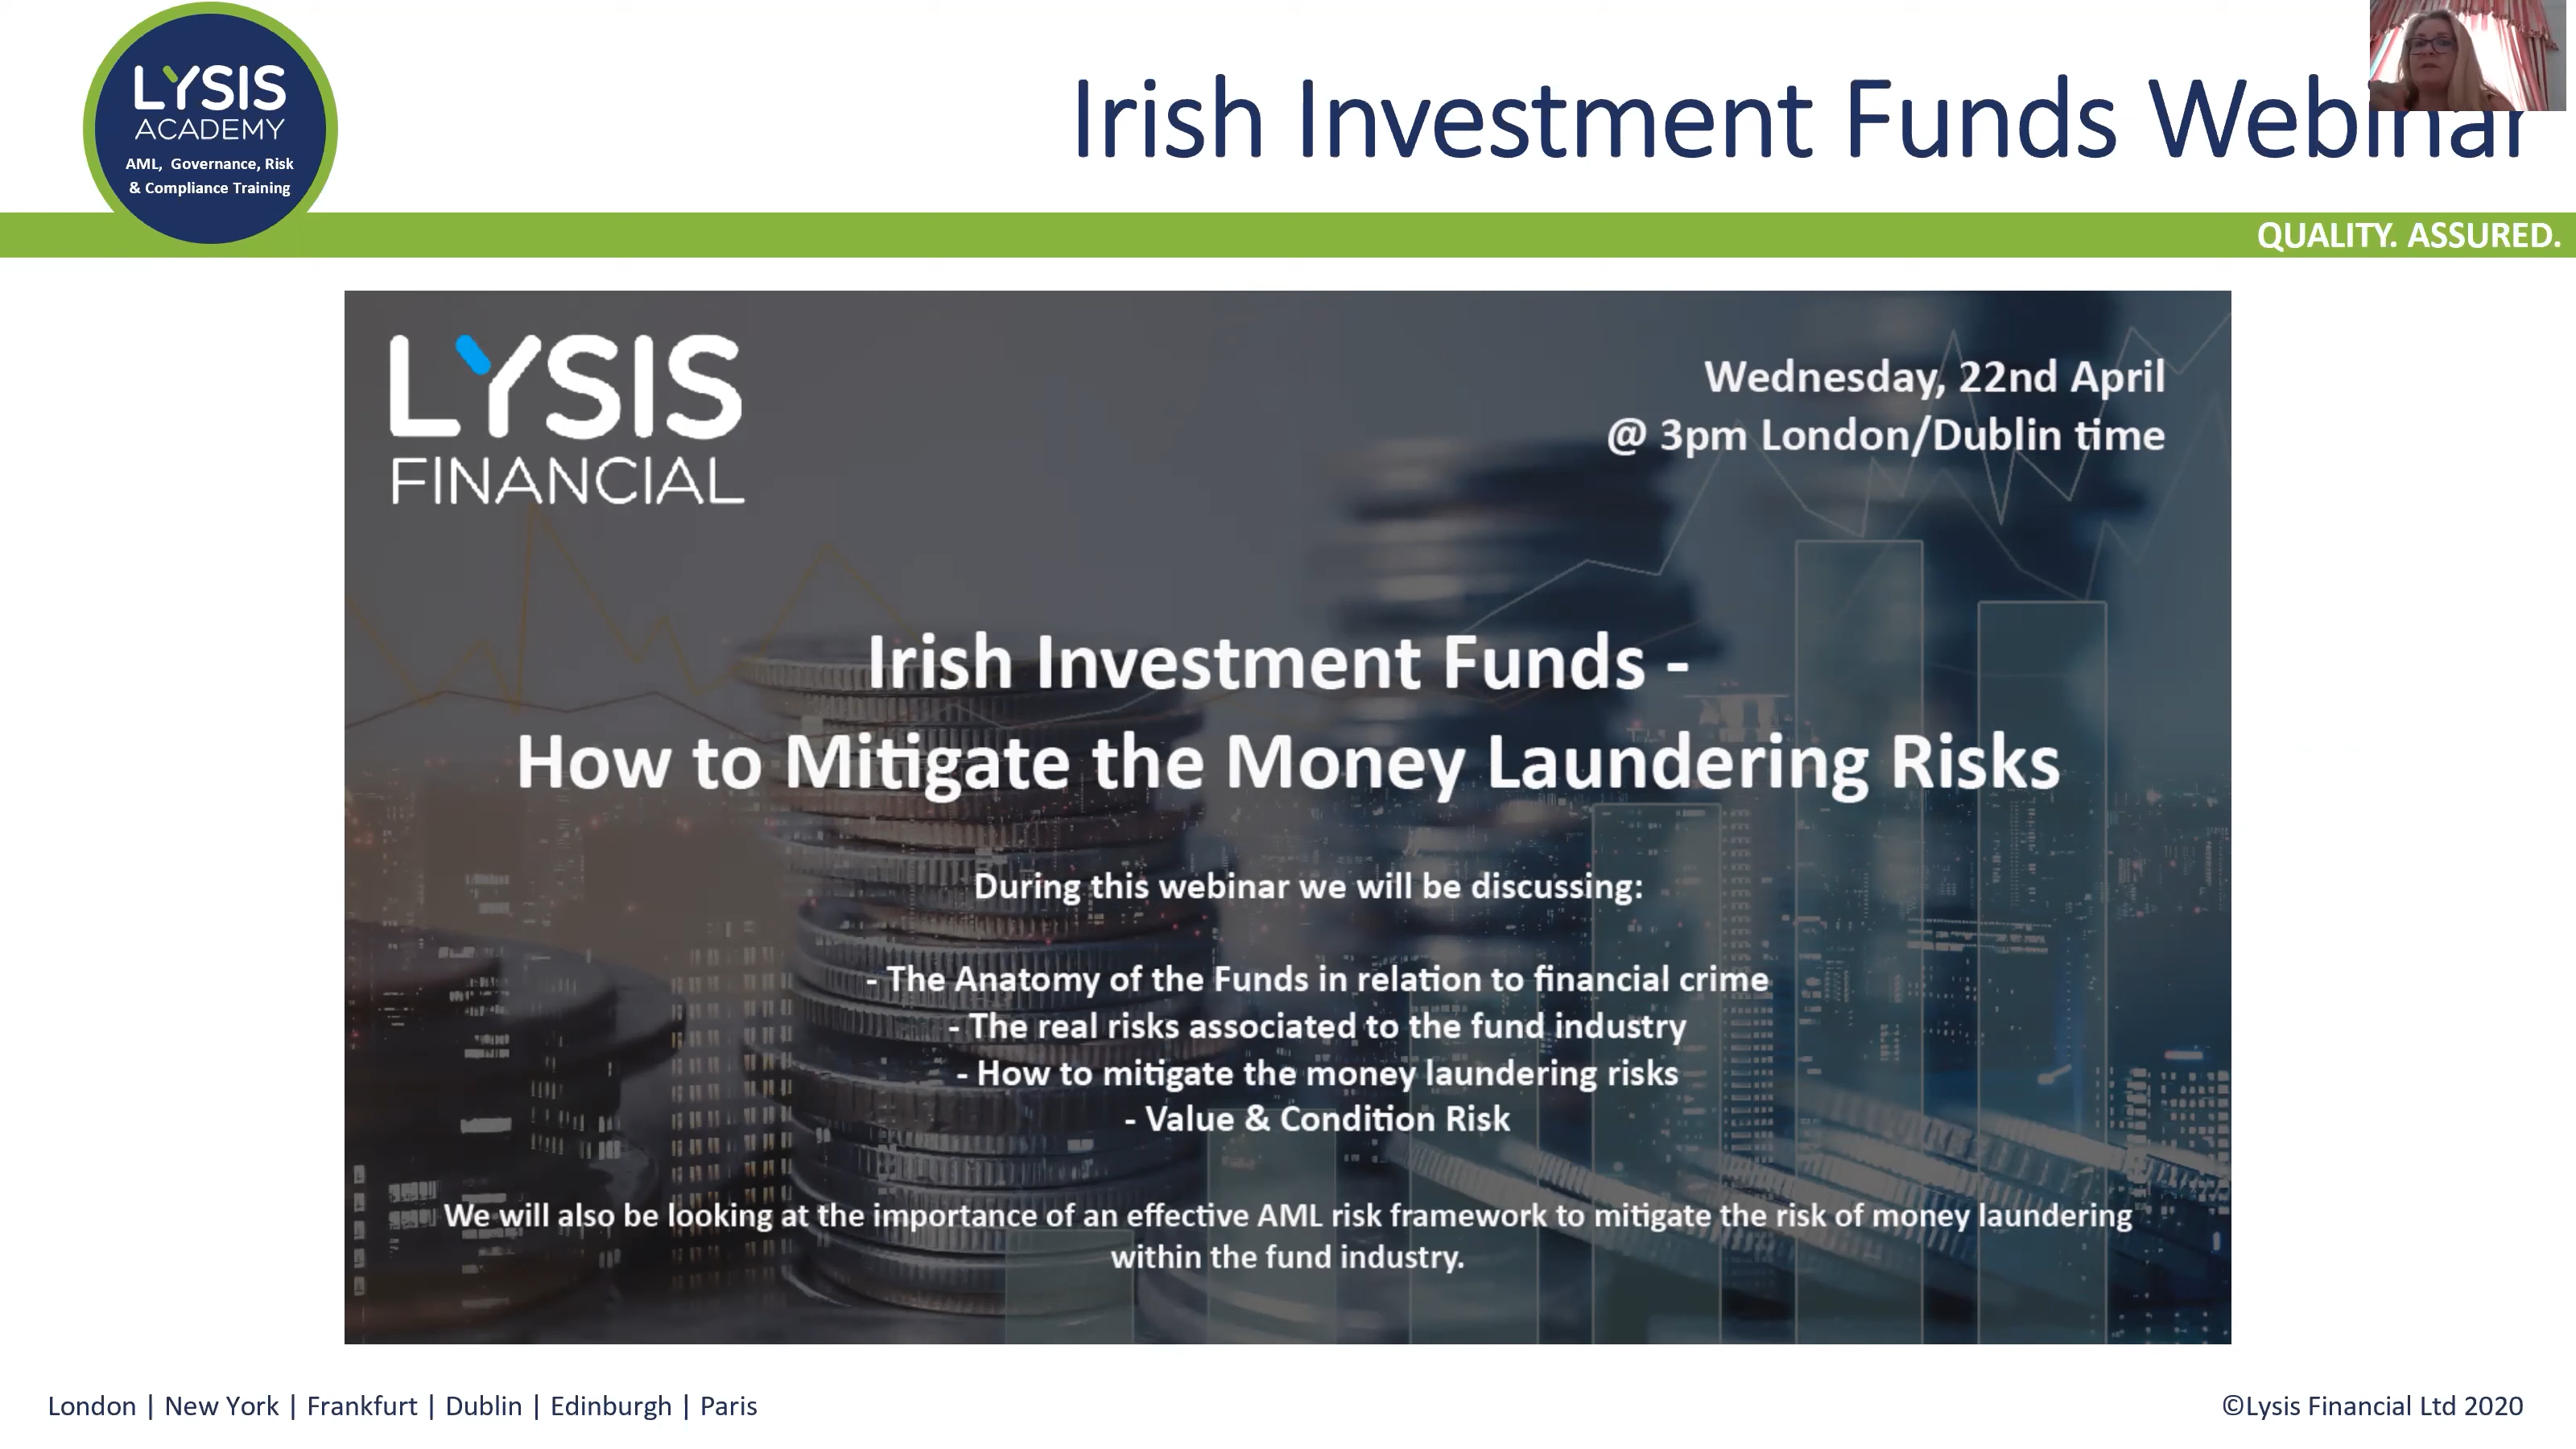 LYSIS
ACADEMY
AML, Governance, Risk
& Compliance Training
Irish Investment Funds Webinar
QUALITY. ASSURED.
LYSIS
FINANCIAL
Wednesday, 22nd April
@ 3pm London/Dublin time
Irish Investment Funds -
How to Mitigate the Money Laundering Risks
During this webinar we will be discussing:
- The Anatomy of the Funds in relation to financial crime
- The real risks associated to the fund industry
- How to mitigate the money laundering risks
- Value & Condition Risk
We will also be looking at the importance of an effective AML risk framework to mitigate the risk of money laundering
within the fund industry.
London | New York | Frankfurt | Dublin | Edinburgh | Paris
©Lysis Financial Ltd 2020